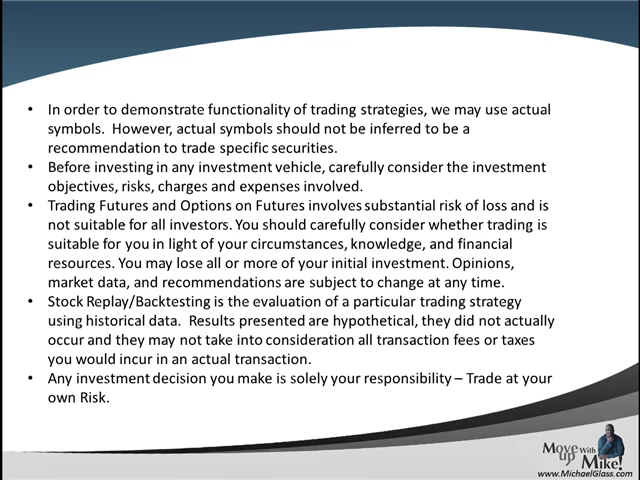 • In order to demonstrate functionality of trading strategies, we may use actual
symbols.  However, actual symbols should not be inferred to be a
recommendation to trade specific securities.
• Before investing in any investment vehicle, carefully consider the investment
objectives, risks, charges and expenses involved.
• Trading Futures and Options on Futures involves substantial risk of loss and is
not suitable for all investors. You should carefully consider whether trading is
suitable for you in light of your circumstances, knowledge, and financial
resources. You may lose all or more of your initial investment. Opinions,
market data, and recommendations are subject to change at any time.
• Stock Replay/Backtesting is the evaluation of a particular trading strategy
using historical data.  Results presented are hypothetical, they did not actually
occur and they may not take into consideration all transaction fees or taxes
you would incur in an actual transaction.
• Any investment decision you make is solely your responsibility – Trade at your
own Risk.
Move With
up Mike!
www.MichaelGlass.com